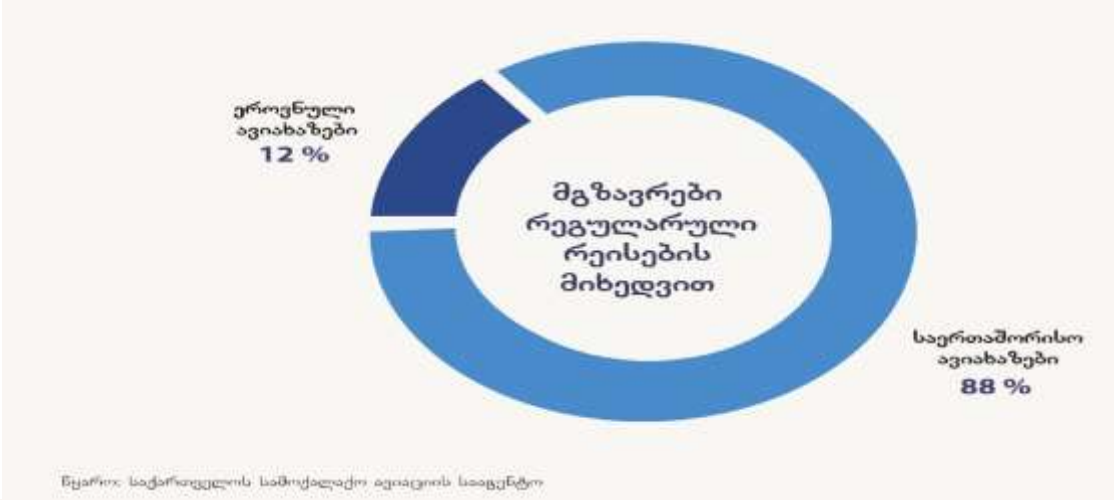 ეროვნული
ავიახაზები
12 %
მგზავრები
რეგულარული
რეისების
მიხედვით
საერთაშორისო
ავიახაზები
88 %
წყარო: საქართველოს სამოქალაქო ავიაციის სააგენტო